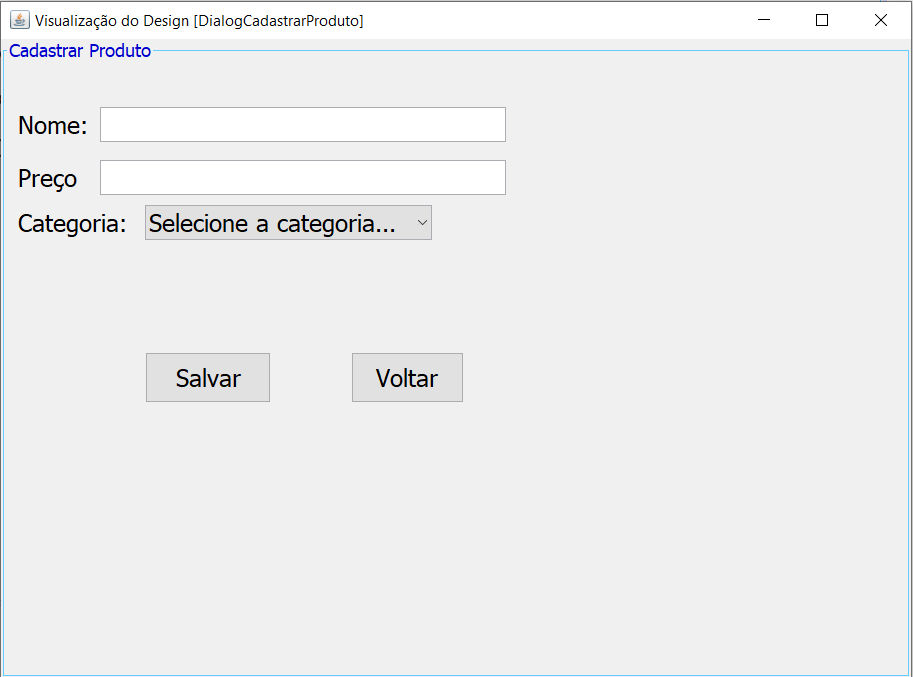 Visualização do Design [DialogCadastrarProduto]
Cadastrar Produto
Nome:
Preço
Categoria: Selecione a categoria...
Salvar Voltar